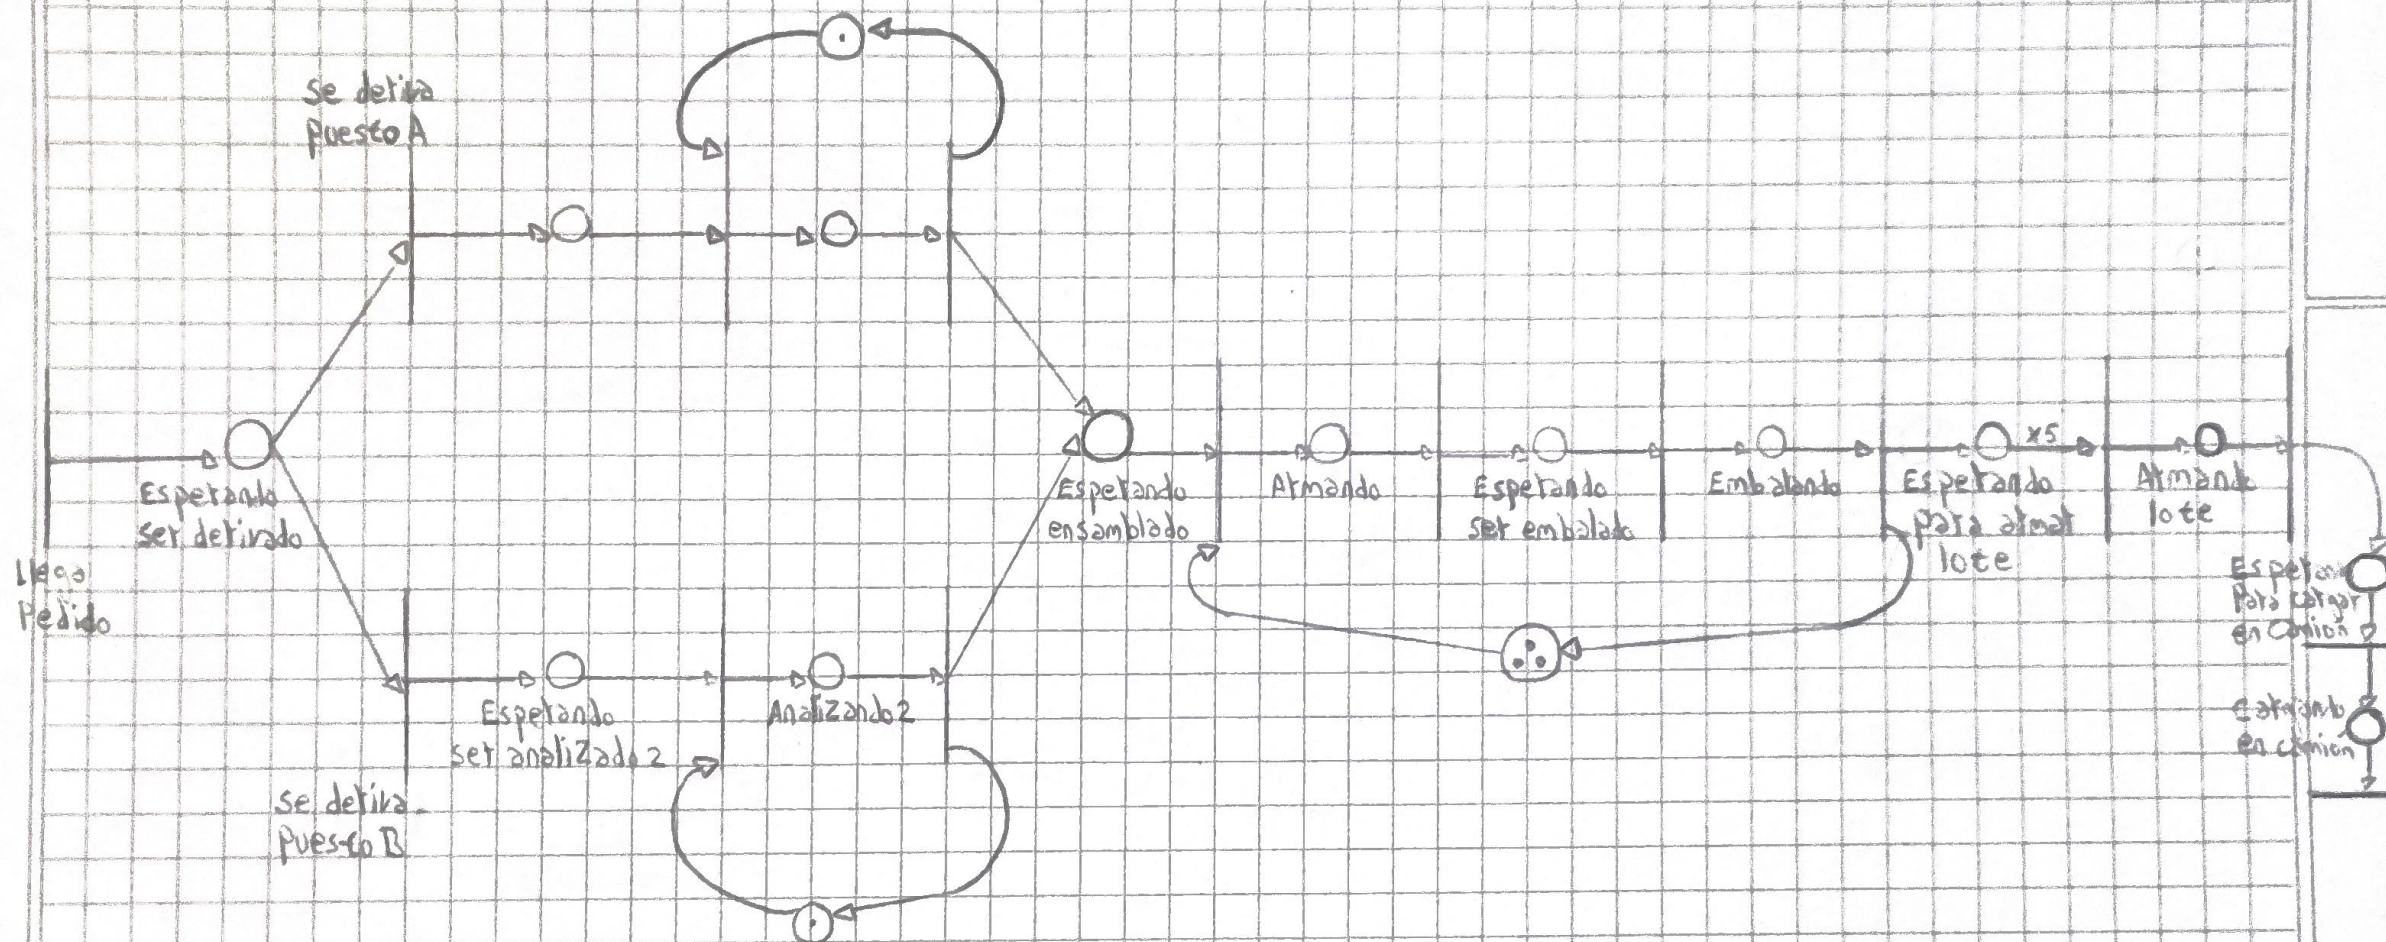 Se deriva
puesto A
Esperando
ser derivado
Llega
Pedido
Esperando
ensamblado
Armando
Esperando
ser embalado
Embalando
Esperando
para armar
lote
x5
Armando
lote
Esperando
Para cargar
en Camión
Cargando
en camión
Esperando
ser analizado 2
Analizando 2
se deriva
puesto B